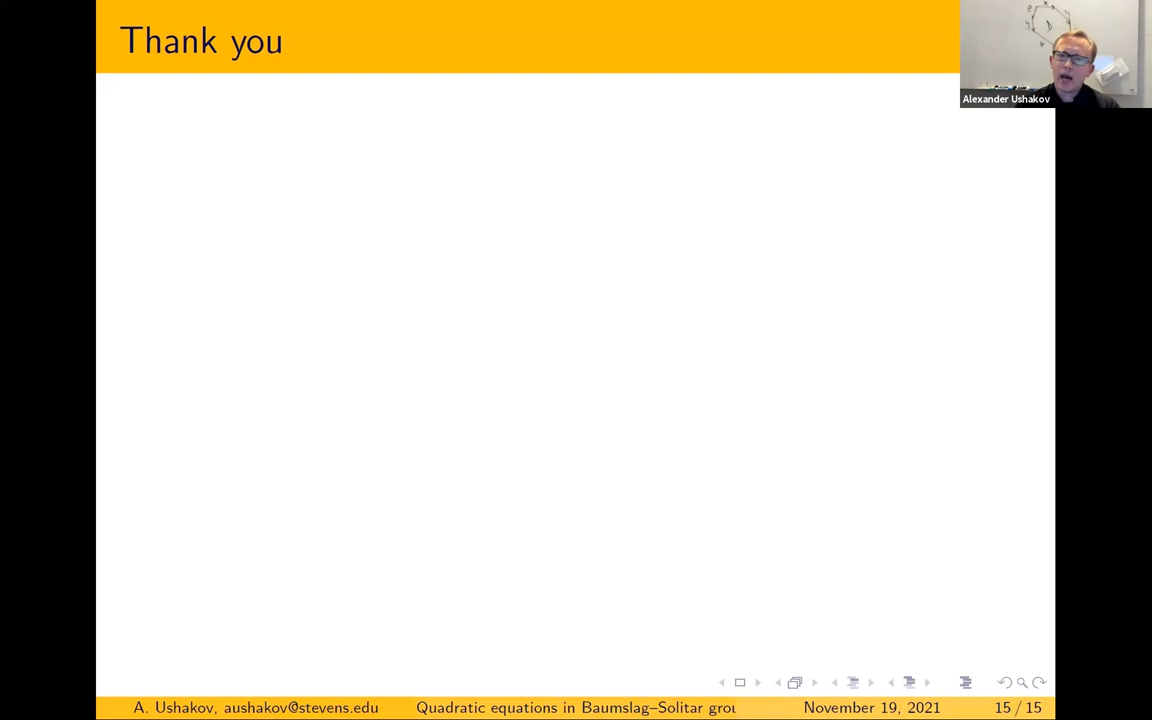 Thank you
Alexander Ushakov
A. Ushakov, aushakov@stevens.edu
Quadratic equations in Baumslag–Solitar grou
November 19, 2021
15 / 15